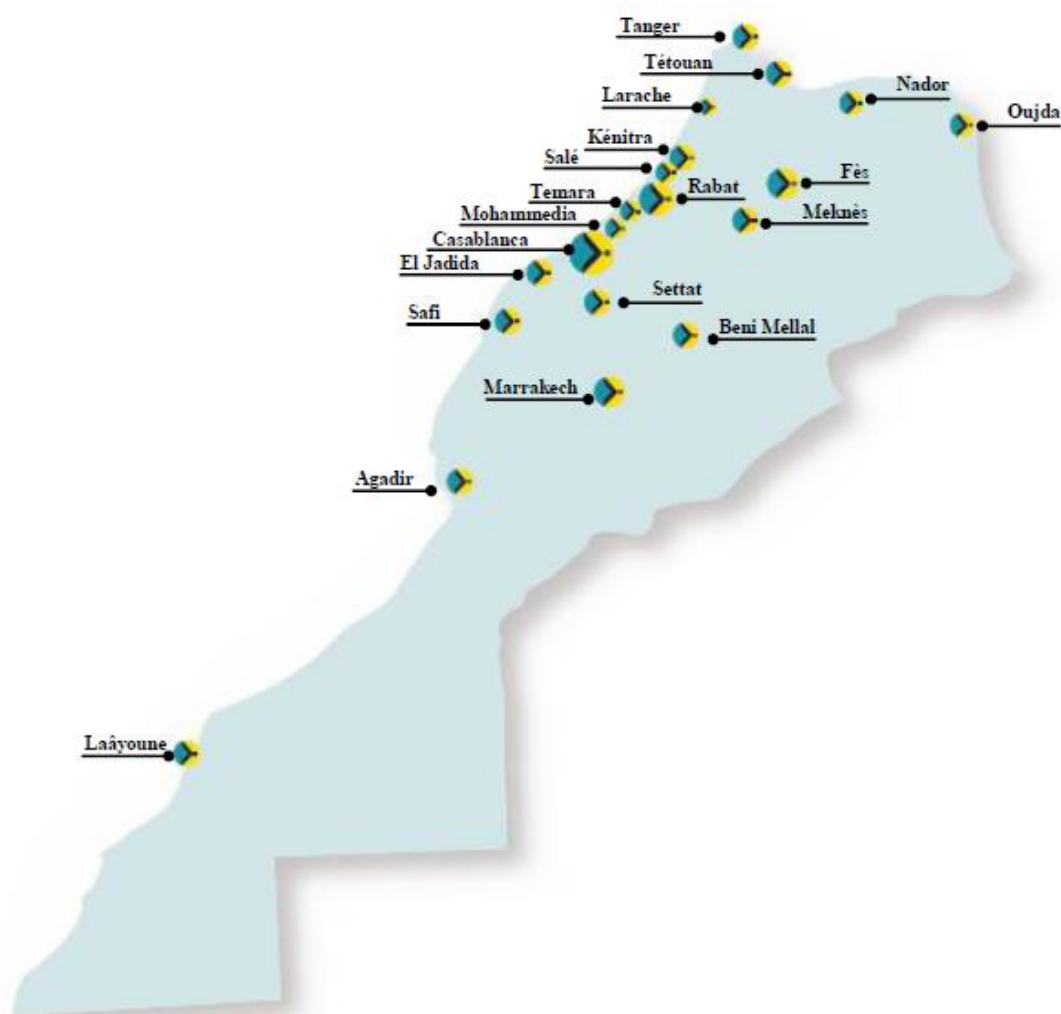 Tanger
Tétouan
Nador
Larache
Oujda
Kénitra
Salé
Fès
Temara
Rabat
Mohammedia
Meknès
Casablanca
El Jadida
Settat
Safi
Beni Mellal
Marrakech
Agadir
Laâyoune